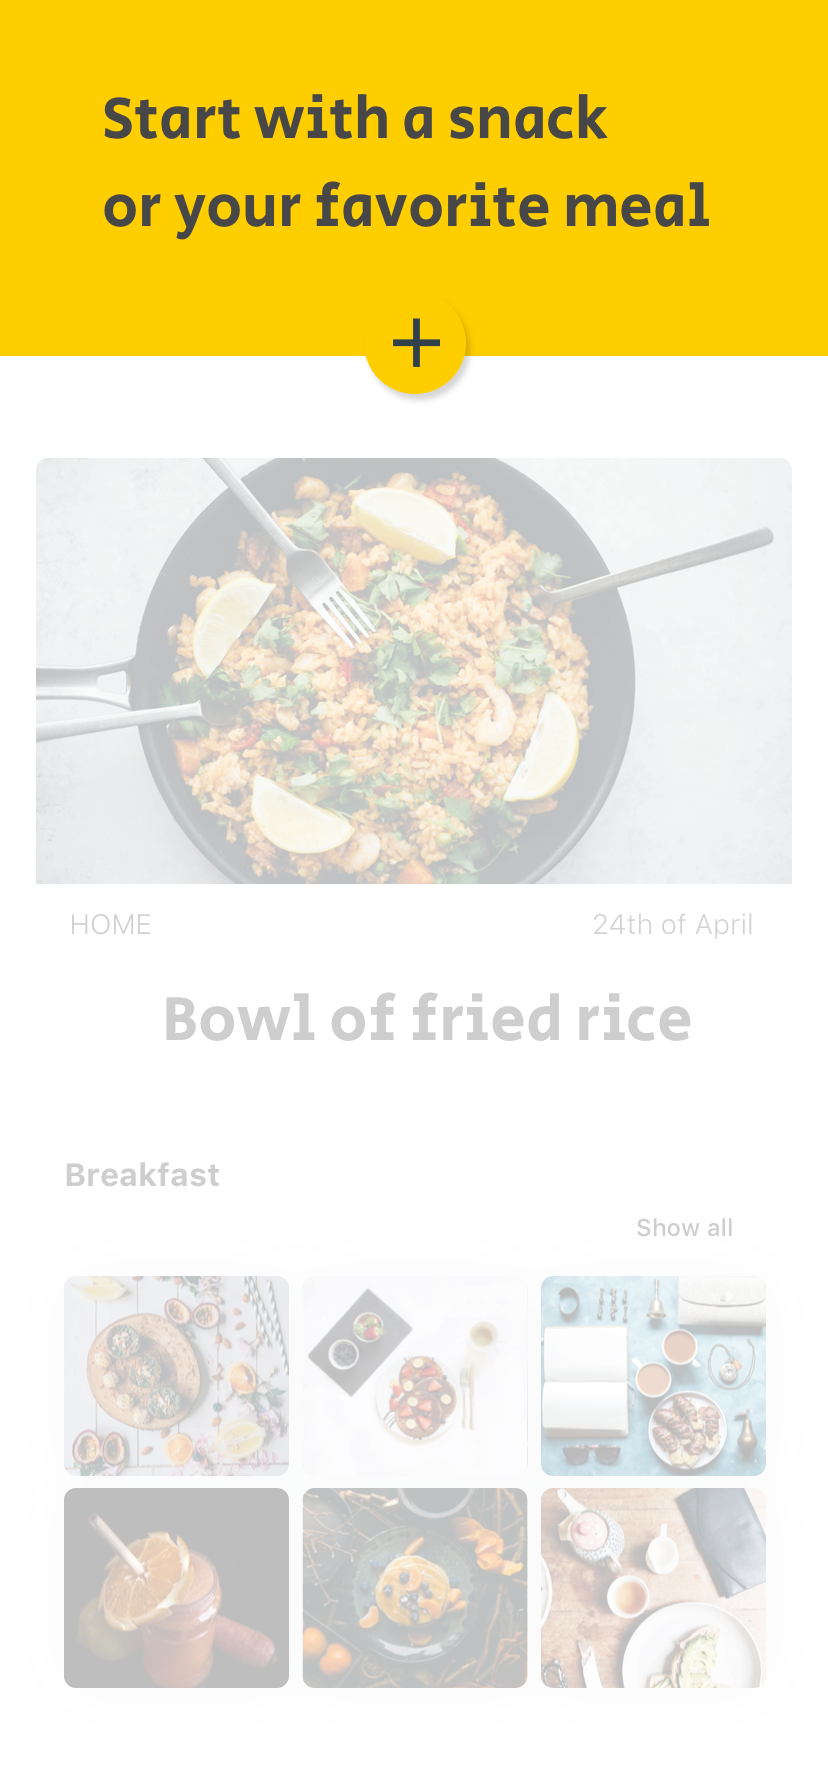 Start with a snack
or your favorite meal
HOME
24th of April
Bowl of fried rice
Breakfast
Show all